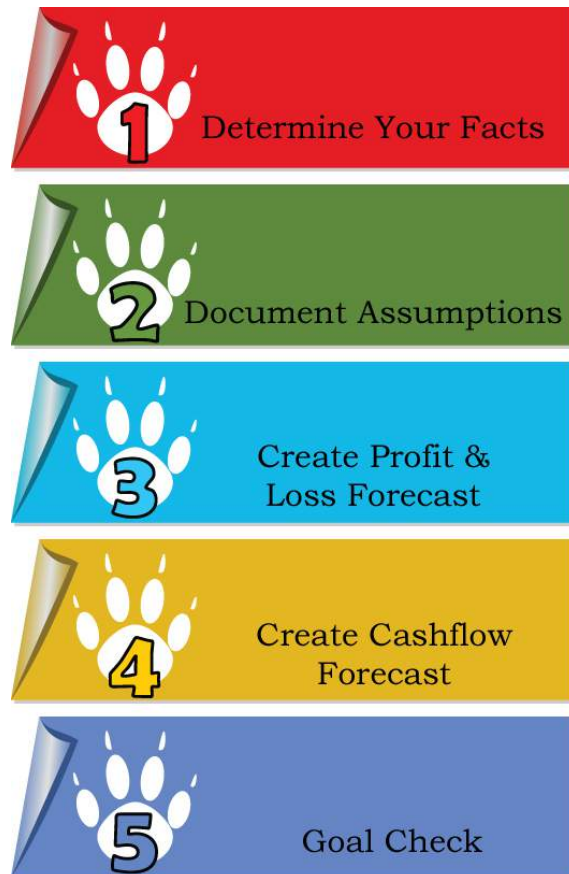 1
Determine Your Facts
2
Document Assumptions
3
Create Profit &
Loss Forecast
4
Create Cashflow
Forecast
5
Goal Check